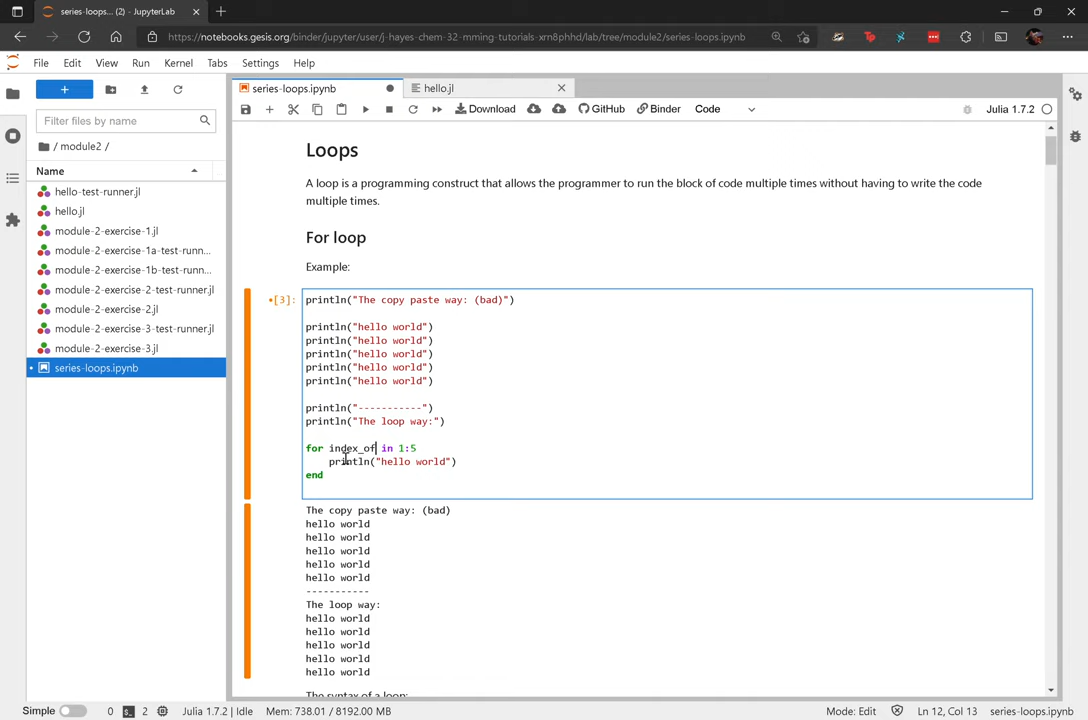 series-loops... (2) - JupyterLab
https://notebooks.gesis.org/binder/jupyter/user/j-hayes-chem-32-mming-tutorials-xrn8phhd/lab/tree/module2/series-loops.ipynb
File Edit View Run Kernel Tabs Settings Help
series-loops.ipynb
hello.jl
Download GitHub Binder Code Julia 1.7.2
Filter files by name
/ module2 /
Name
hello-test-runner.jl
hello.jl
module-2-exercise-1.jl
module-2-exercise-1a-test-runn...
module-2-exercise-1b-test-runn...
module-2-exercise-2-test-runner.jl
module-2-exercise-2.jl
module-2-exercise-3-test-runner.jl
module-2-exercise-3.jl
series-loops.ipynb
Loops
A loop is a programming construct that allows the programmer to run the block of code multiple times without having to write the code
multiple times.
For loop
Example:
[3]:
println("The copy paste way: (bad)")
println("hello world")
println("hello world")
println("hello world")
println("hello world")
println("hello world")
println("-----------")
println("The loop way:")
for index_of in 1:5
println("hello world")
end
The copy paste way: (bad)
hello world
hello world
hello world
hello world
hello world
-----------
The loop way:
hello world
hello world
hello world
hello world
hello world
The syntax of a loop:
Simple 0 2 Julia 1.7.2 | Idle Mem: 738.01 / 8192.00 MB Mode: Edit Ln 12, Col 13 series-loops.ipynb